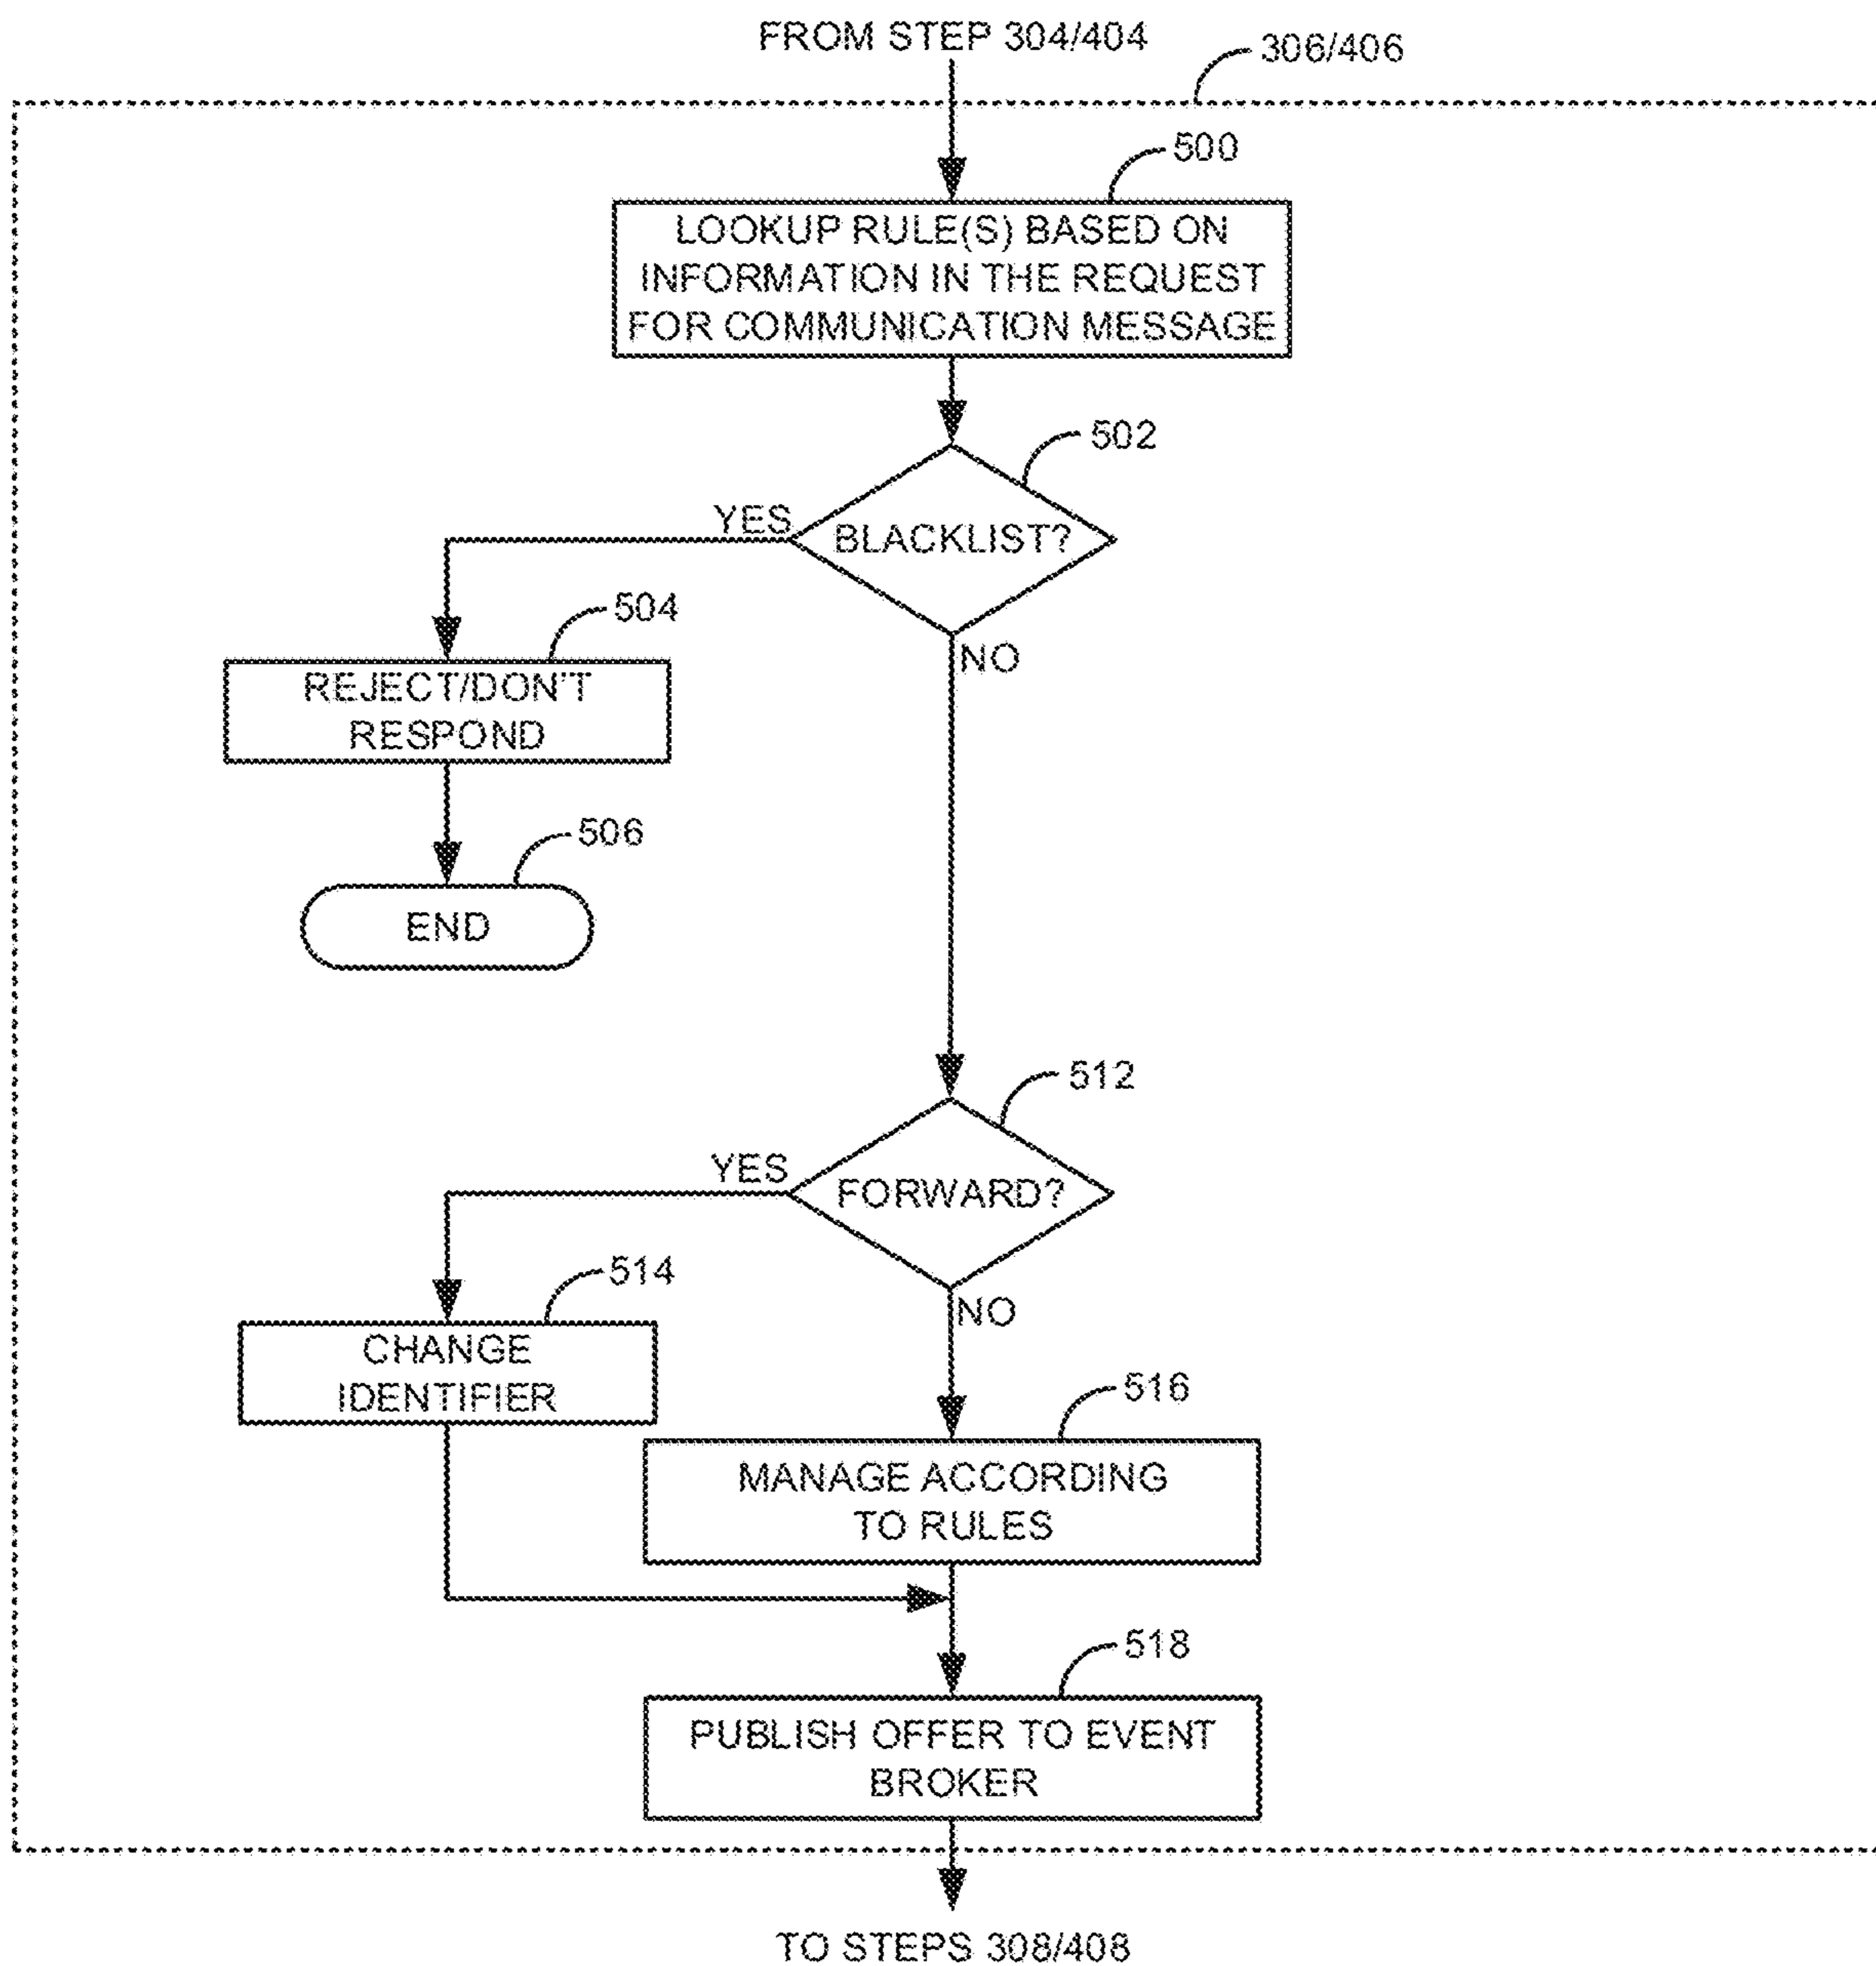 FROM STEP 304/404
306/406
500
LOOKUP RULE(S) BASED ON
INFORMATION IN THE REQUEST
FOR COMMUNICATION MESSAGE
502
YES
BLACKLIST?
504
NO
REJECT/DON'T
RESPOND
506
END
512
YES
FORWARD?
514
NO
CHANGE
IDENTIFIER
516
MANAGE ACCORDING
TO RULES
518
PUBLISH OFFER TO EVENT
BROKER
TO STEPS 308/408